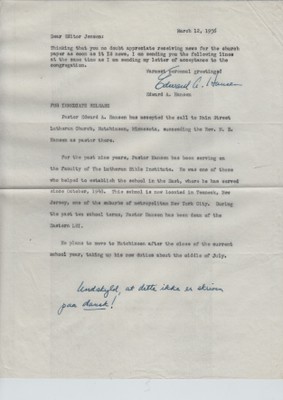 March 12, 1956
Dear Editor Jensen:
Thinking that you no doubt appreciate receiving news for the church
paper as soon as it IS news, I am sending you the following lines
at the same time as I am sending my letter of acceptance to the
congregation.
Warmest personal greetings!
Edward A. Hansen
Edward A. Hansen
FOR IMMEDIATE RELEASE
Pastor Edward A. Hansen has accepted the call to Main Street
Lutheran Church, Hutchinson, Minnesota, succeeding the Rev.
as pastor there.
For the past nine years, Pastor Hansen has been serving on
the faculty of The Lutheran Bible Institute. He was one of those
who helped to establish the school in the East, where he has served
since October, 1948. This school is now located in Teaneck, New
Jersey, one of the suburbs of metropolitan New York City. During
the past two school terms, Pastor Hansen has been dean of the
Eastern LBI.
He plans to move to Hutchinson after the close of the current
school year, taking up his new duties about the middle of July.
Undskyld, at dette ikke er skreven
paa dansk!